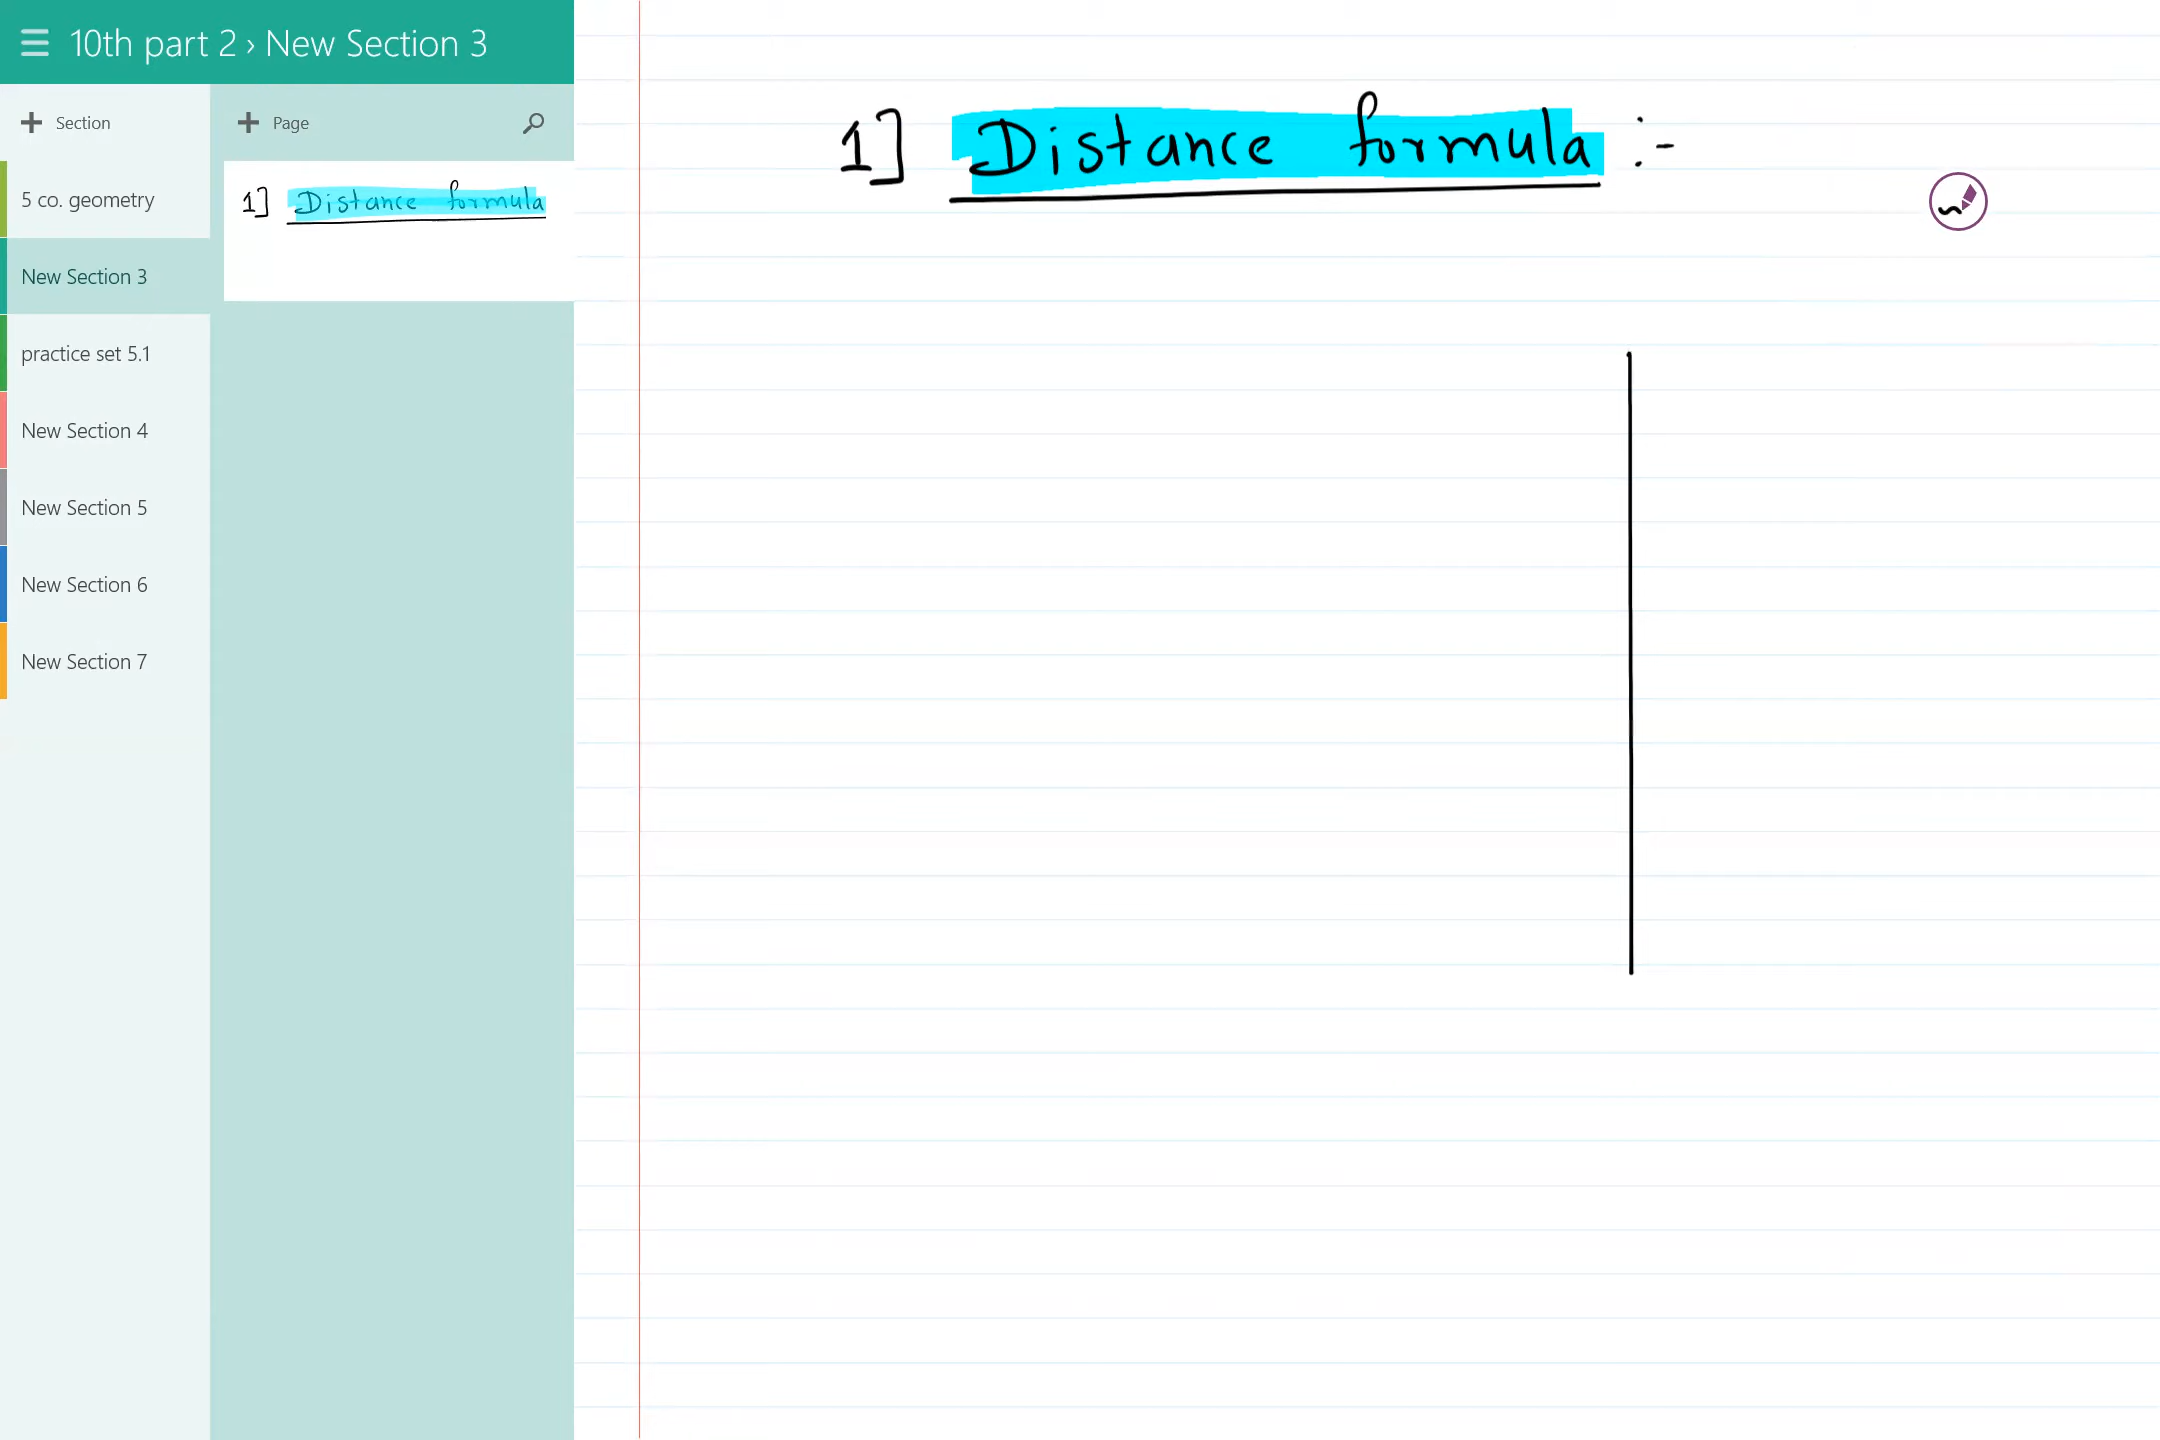 10th part 2 › New Section 3
Section
5 co. geometry
New Section 3
practice set 5.1
New Section 4
New Section 5
New Section 6
New Section 7
Page
1] Distance formula
1] Distance formula :-